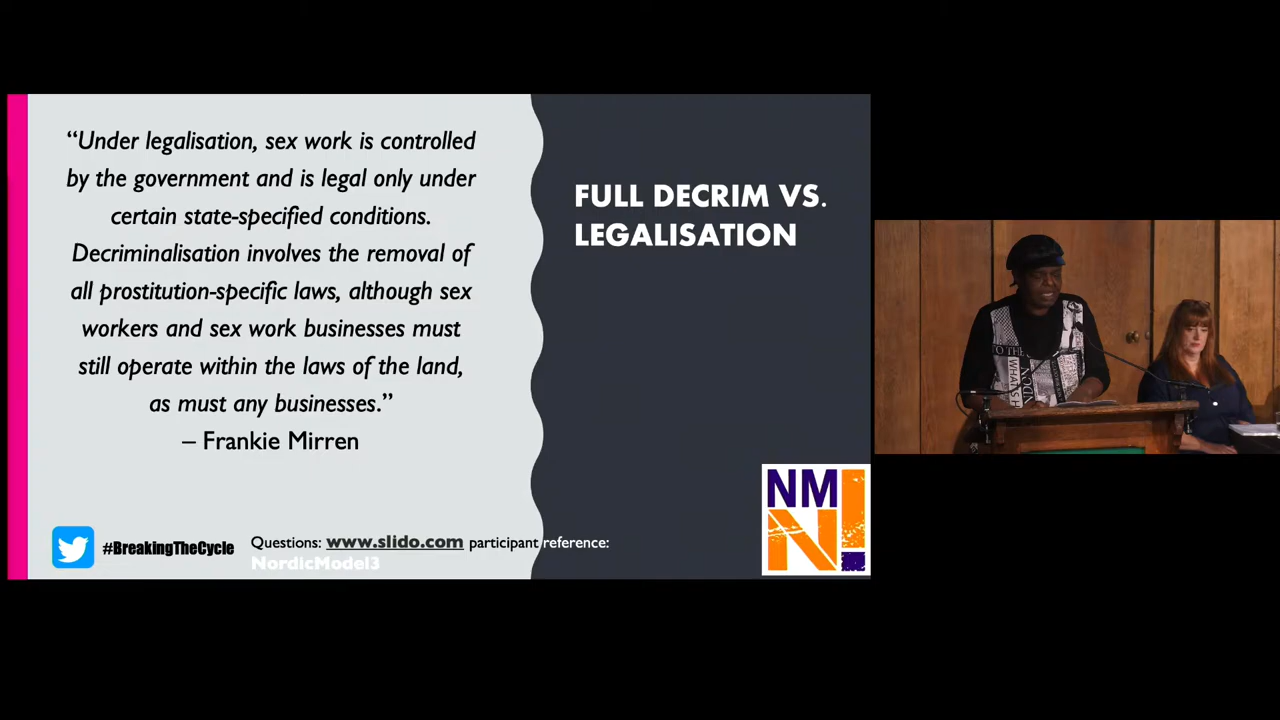 “Under legalisation, sex work is controlled
by the government and is legal only under
certain state-specified conditions.
Decriminalisation involves the removal of
all prostitution-specific laws, although sex
workers and sex work businesses must
still operate within the laws of the land,
as must any businesses.”
– Frankie Mirren
FULL DECRIM VS.
LEGALISATION
#BreakingTheCycle
Questions: www.slido.com participant reference:
NordicModel3
NM
N!
TO THE
WHAT